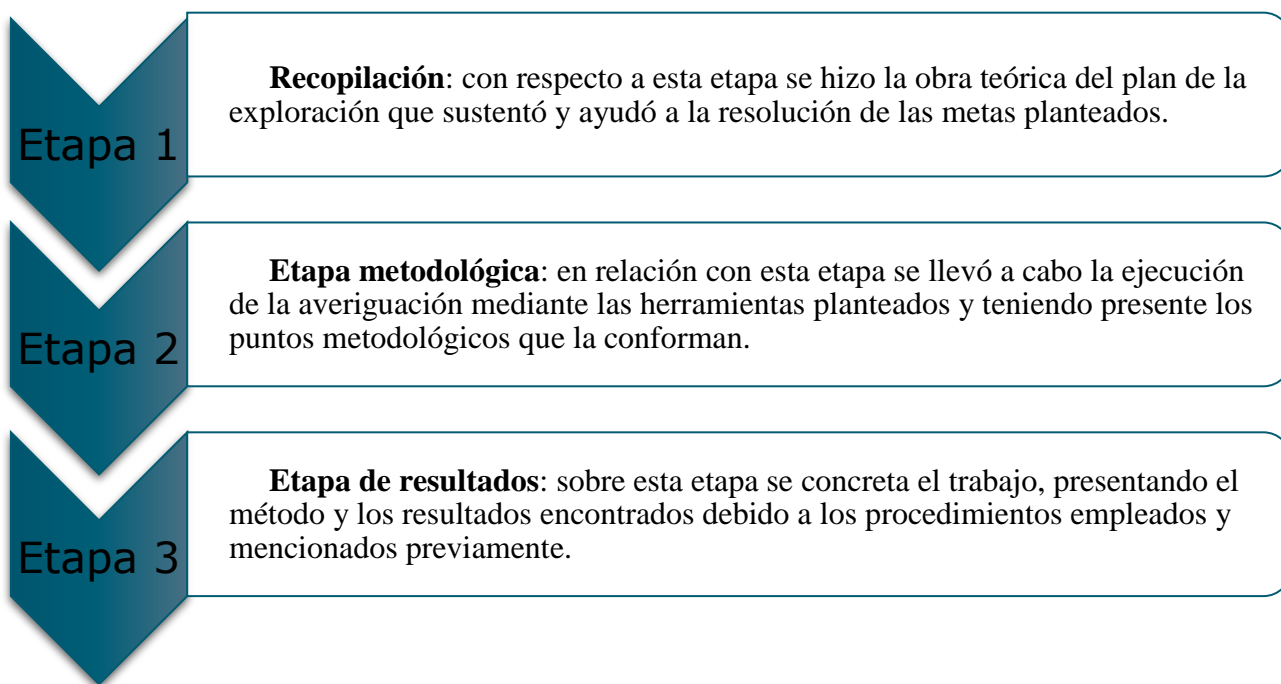 Etapa 1
Recopilación: con respecto a esta etapa se hizo la obra teórica del plan de la
exploración que sustentó y ayudó a la resolución de las metas planteados.
Etapa 2
Etapa metodológica: en relación con esta etapa se llevó a cabo la ejecución
de la averiguación mediante las herramientas planteados y teniendo presente los
puntos metodológicos que la conforman.
Etapa 3
Etapa de resultados: sobre esta etapa se concreta el trabajo, presentando el
método y los resultados encontrados debido a los procedimientos empleados y
mencionados previamente.